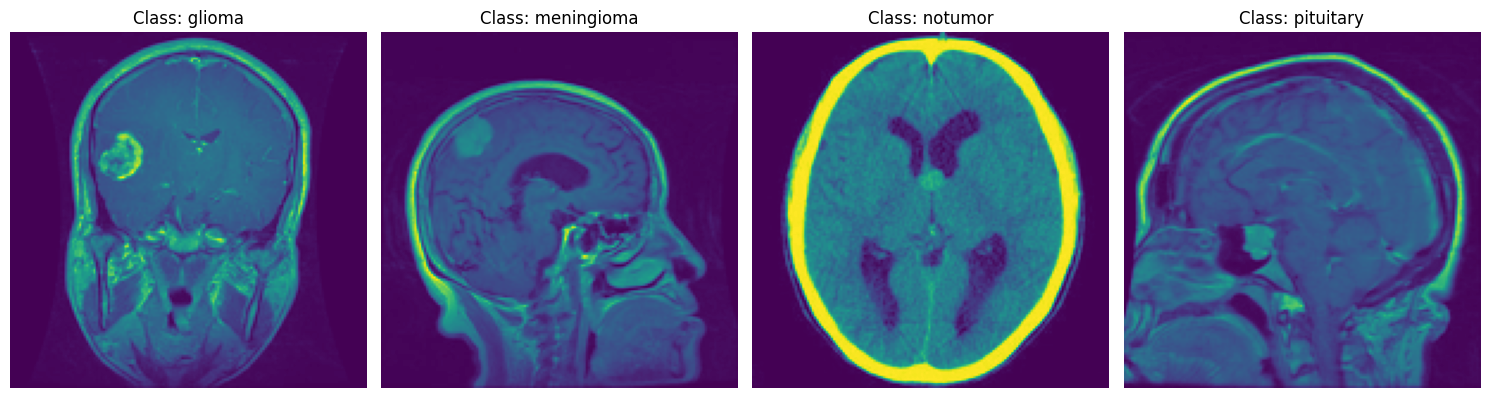 Class: glioma
Class: meningioma
Class: notumor
Class: pituitary